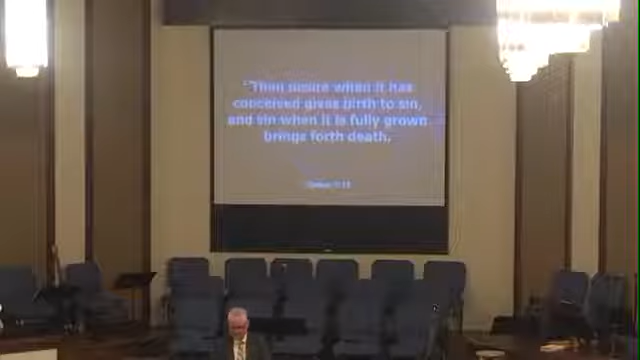 "Then desire when it has
conceived gives birth to sin,
and sin when it is fully grown
brings forth death.